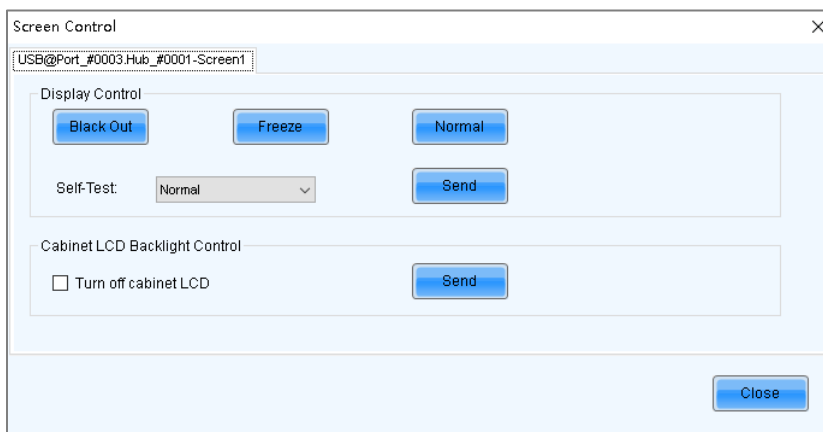 Screen Control
USB@Port_#0003.Hub_#0001-Screen1
Display Control
Black Out Freeze Normal
Self-Test: Normal Send
Cabinet LCD Backlight Control
Turn off cabinet LCD Send
Close